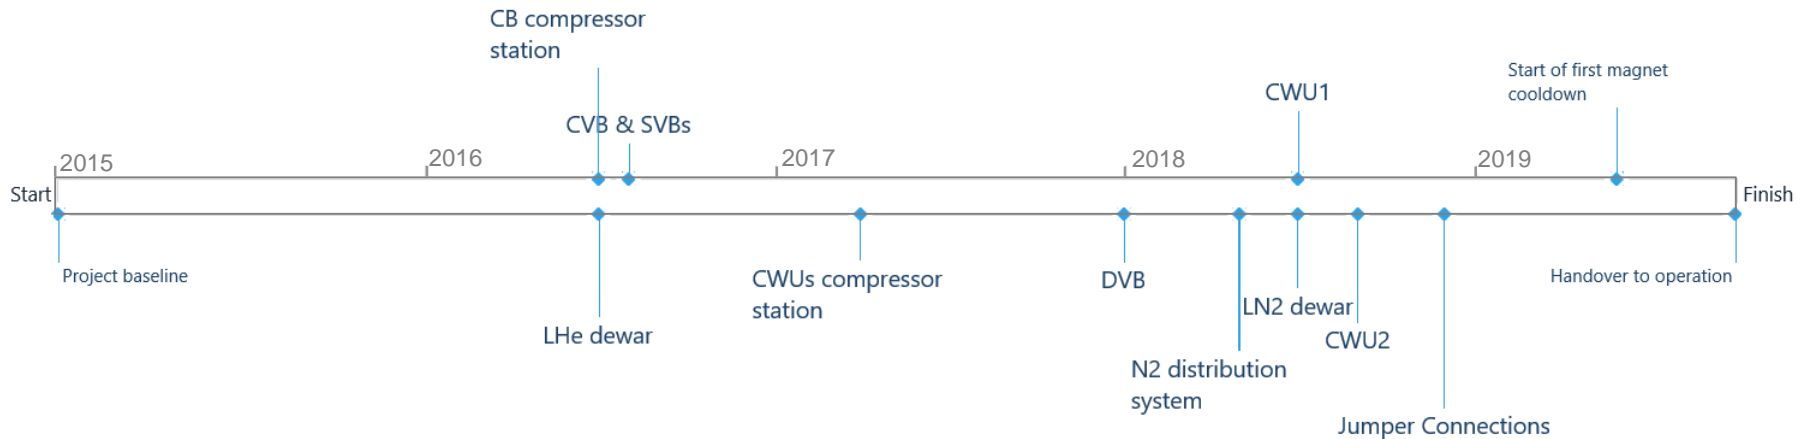 CB compressor
station
Start of first magnet
cooldown
CWU1
CVB & SVBs
2015
2016
2017
2018
2019
Start
Finish
Project baseline
CWUs compressor
station
DVB
Handover to operation
LN2 dewar
LHe dewar
CWU2
N2 distribution
system
Jumper Connections